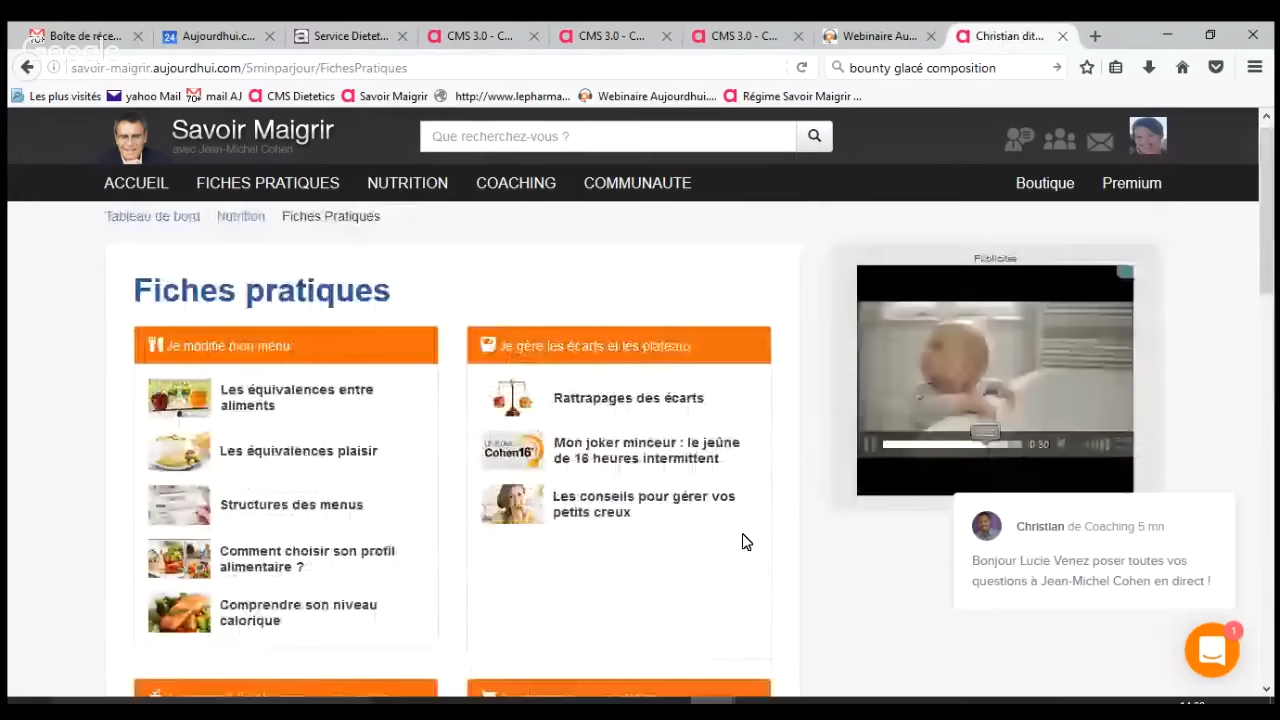 Google
Boîte de réce...
Aujourdhui.c...
Service Dietet...
CMS 3.0 - C...
CMS 3.0 - C...
CMS 3.0 - C...
Webinaire Au...
Christian dit...
savoir-maigrir.aujourdhui.com/5minparjour/FichesPratiques
bounty glacé composition
Les plus visités
yahoo Mail
mail AJ
CMS Dietetics
Savoir Maigrir
http://www.lepharma...
Webinaire Aujourdhui....
Régime Savoir Maigrir ...
Savoir Maigrir
avec Jean-Michel Cohen
Que recherchez-vous ?
ACCUEIL
FICHES PRATIQUES
NUTRITION
COACHING
COMMUNAUTE
Boutique
Premium
Tableau de bord
Nutrition
Fiches Pratiques
Fiches pratiques
Je modifie mon menu
Les équivalences entre
aliments
Les équivalences plaisir
Structures des menus
Comment choisir son profil
alimentaire ?
Comprendre son niveau
calorique
Je gère les écarts et les plateaux
Rattrapages des écarts
Cohen16
Mon joker minceur : le jeûne
de 16 heures intermittent
Les conseils pour gérer vos
petits creux
Publicités
0:30
Christian de Coaching 5 mn
Bonjour Lucie Venez poser toutes vos
questions à Jean-Michel Cohen en direct !
1